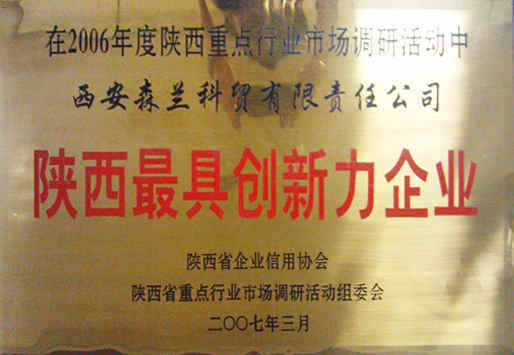 在2006年度陕西重点行业市场调研活动中
西安森兰科贸有限责任公司
陕西最具创新力企业
陕西省企业信用协会
陕西省重点行业市场调研活动组委会
二〇〇七年三月